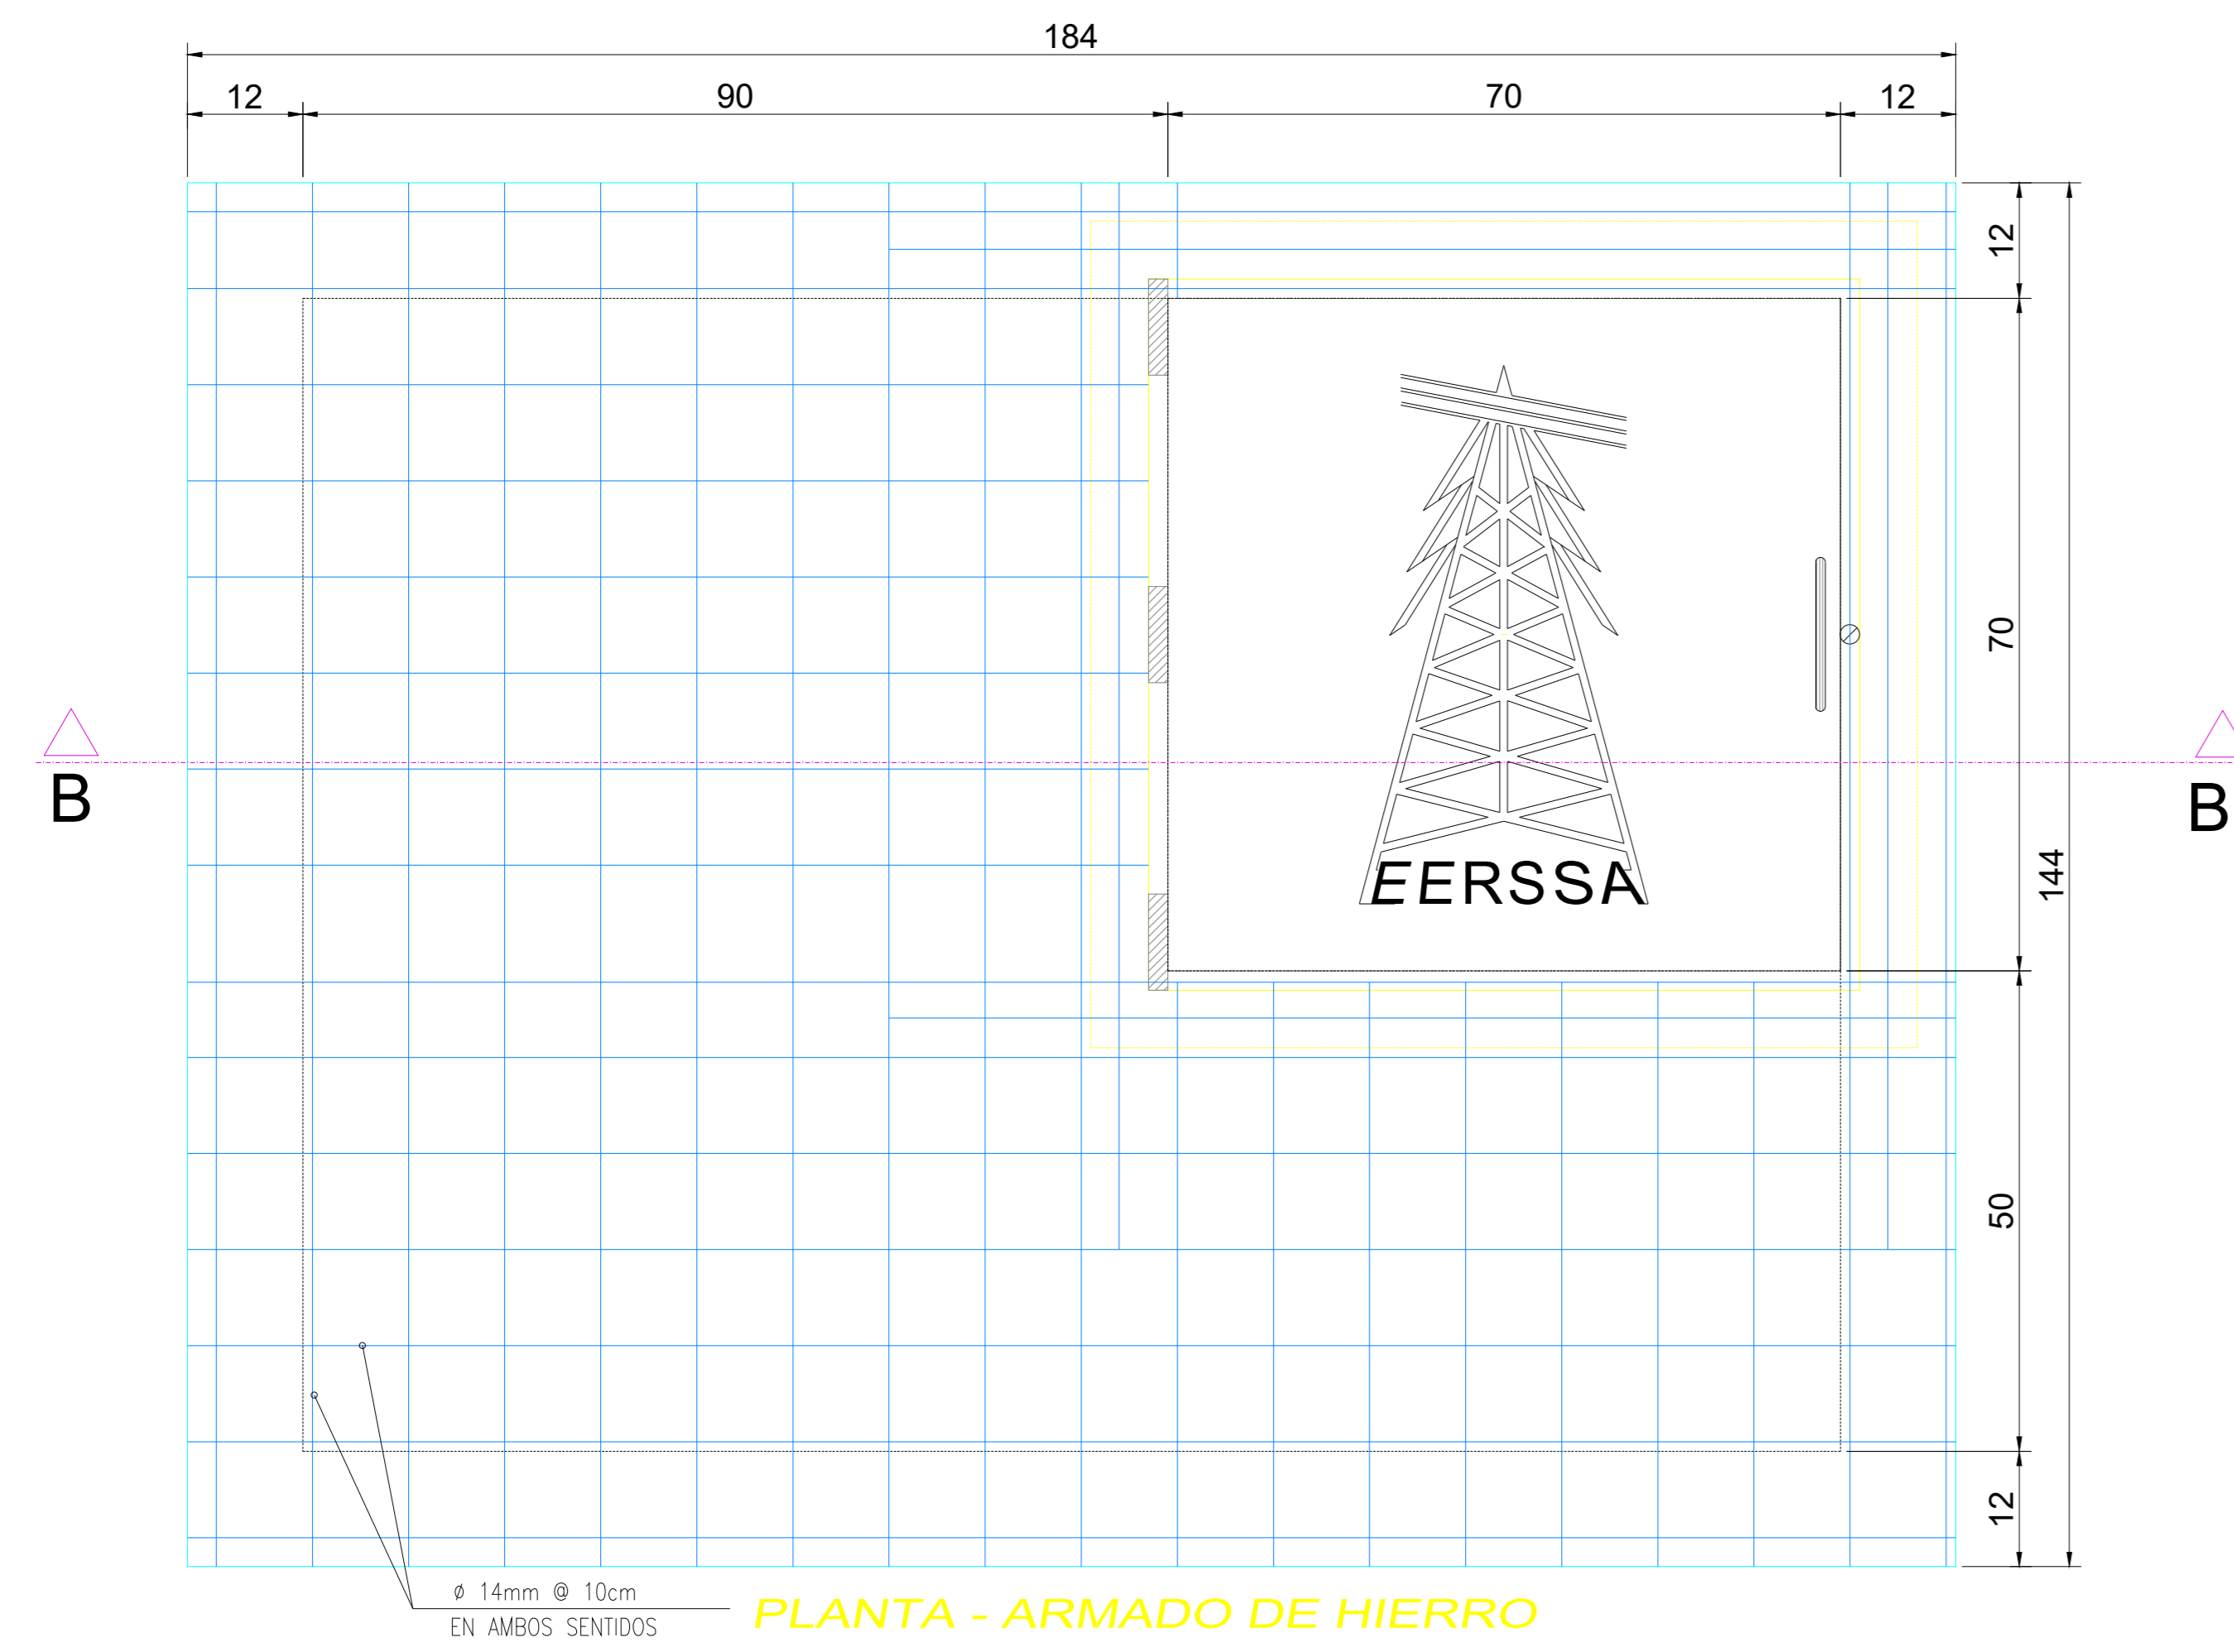 184
12 90 70 12
12
70
B B
144
EERSSA
50
12
ø 14mm @ 10cm
EN AMBOS SENTIDOS
PLANTA - ARMADO DE HIERRO